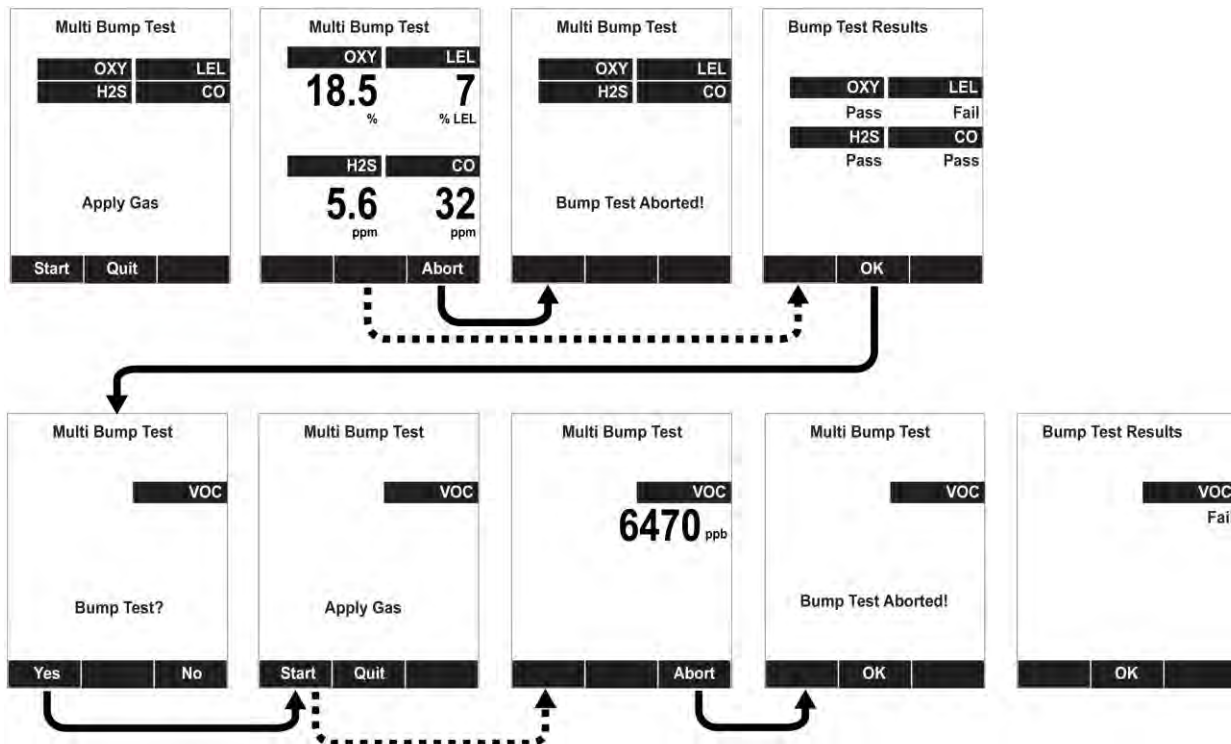 Multi Bump Test
OXY LEL
H2S CO
Apply Gas
Start Quit
Multi Bump Test
OXY LEL
18.5 7
% % LEL
H2S CO
5.6 32
ppm ppm
Abort
Multi Bump Test
OXY LEL
H2S CO
Bump Test Aborted!
Bump Test Results
OXY LEL
Pass Fail
H2S CO
Pass Pass
OK
Multi Bump Test
VOC
Bump Test?
Yes No
Multi Bump Test
VOC
Apply Gas
Start Quit
Multi Bump Test
VOC
6470 ppb
Abort
Multi Bump Test
VOC
Bump Test Aborted!
OK
Bump Test Results
VOC
Fail
OK